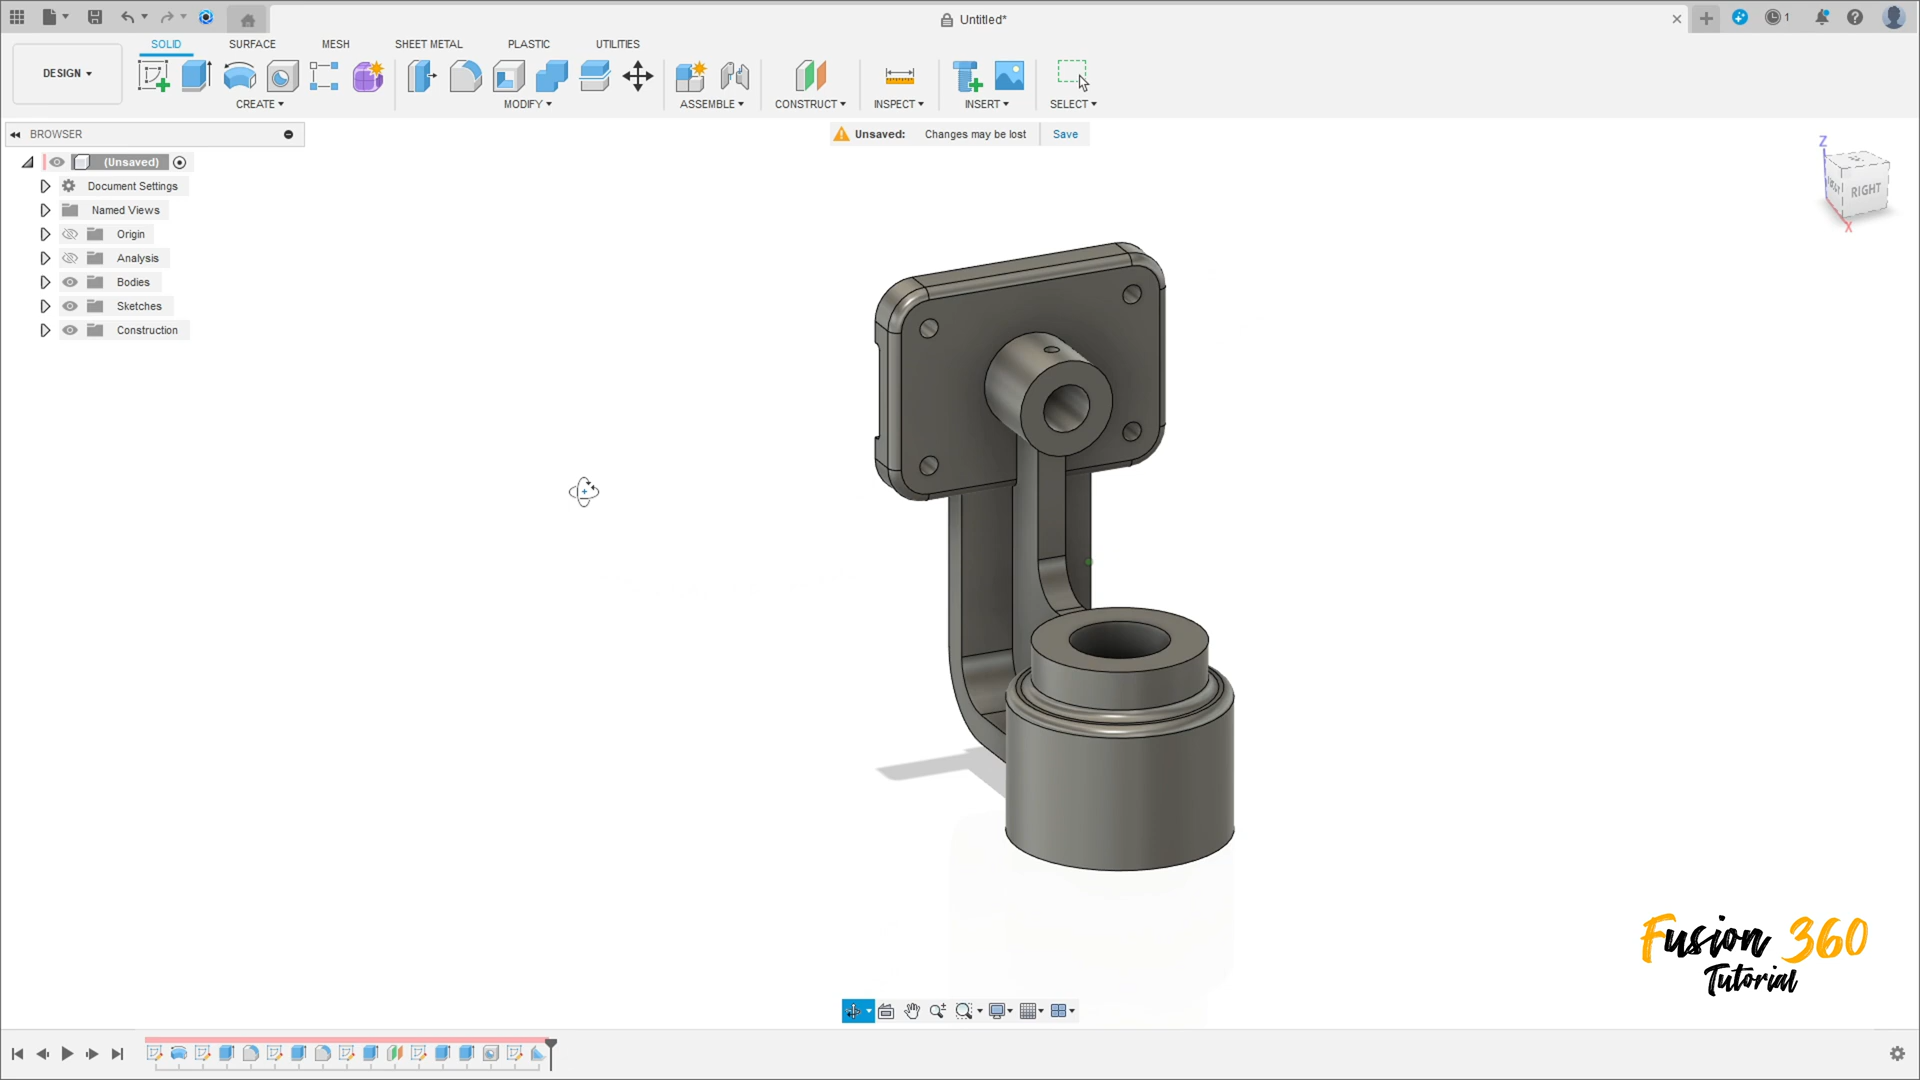 Untitled*
1
SOLID
SURFACE
MESH
SHEET METAL
PLASTIC
UTILITIES
DESIGN
CREATE
MODIFY
ASSEMBLE
CONSTRUCT
INSPECT
INSERT
SELECT
BROWSER
Unsaved: Changes may be lost Save
(Unsaved)
Document Settings
Named Views
Origin
Analysis
Bodies
Sketches
Construction
Z
RIGHT
X
Fusion 360
Tutorial